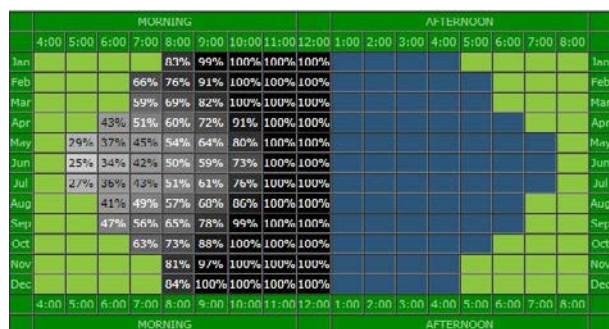 MORNING AFTERNOON
4:00 5:00 6:00 7:00 8:00 9:00 10:00 11:00 12:00 1:00 2:00 3:00 4:00 5:00 6:00 7:00 8:00
Jan 83% 99% 100% 100% 100% Jan
Feb 66% 76% 91% 100% 100% 100% Feb
Mar 59% 69% 82% 100% 100% 100% Mar
Apr 43% 51% 60% 72% 91% 100% 100% Apr
May 29% 37% 45% 54% 64% 80% 100% 100% May
Jun 25% 34% 42% 50% 59% 73% 100% 100% Jun
Jul 27% 36% 43% 51% 61% 76% 100% 100% Jul
Aug 41% 49% 57% 68% 86% 100% 100% Aug
Sep 47% 56% 65% 78% 99% 100% 100% Sep
Oct 63% 73% 88% 100% 100% 100% Oct
Nov 81% 97% 100% 100% 100% Nov
Dec 84% 100% 100% 100% 100% Dec
4:00 5:00 6:00 7:00 8:00 9:00 10:00 11:00 12:00 1:00 2:00 3:00 4:00 5:00 6:00 7:00 8:00
MORNING AFTERNOON